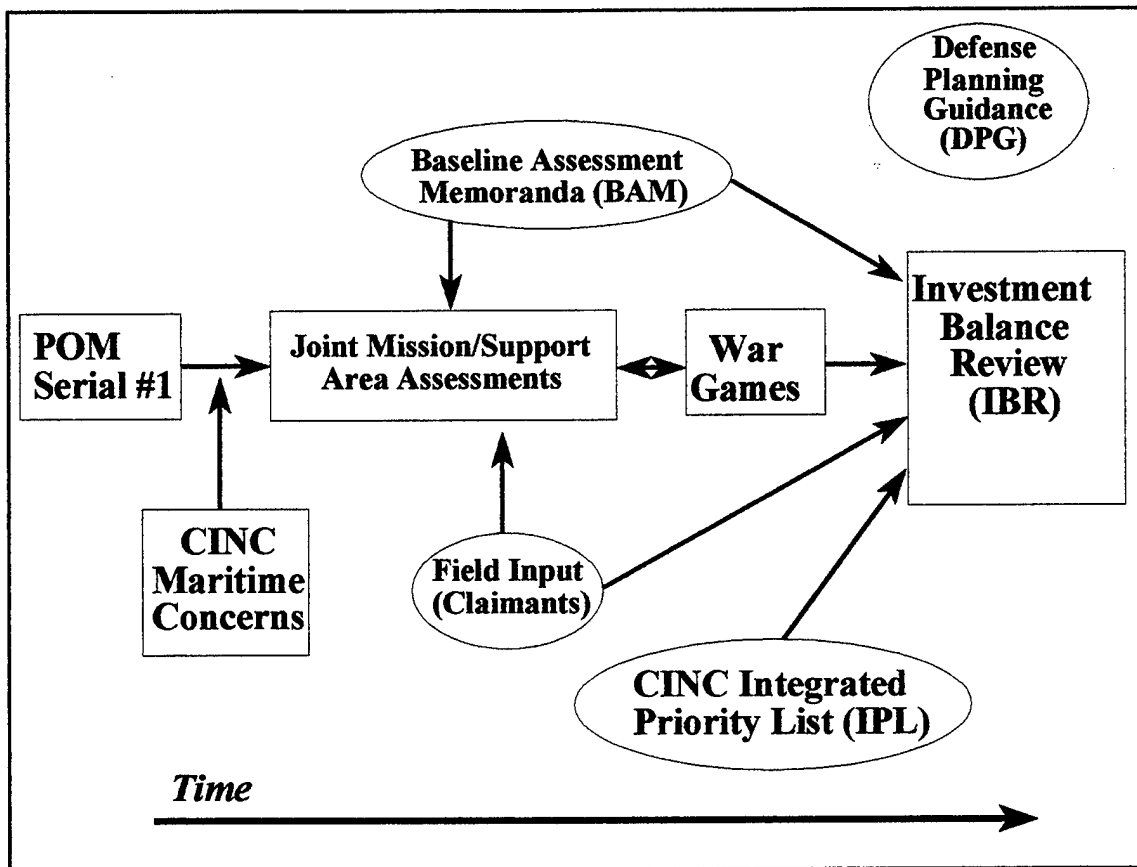 Defense
Planning
Guidance
(DPG)
Baseline Assessment
Memoranda (BAM)
POM
Serial #1
Joint Mission/Support
Area Assessments
War
Games
Investment
Balance
Review
(IBR)
CINC
Maritime
Concerns
Field Input
(Claimants)
CINC Integrated
Priority List (IPL)
Time